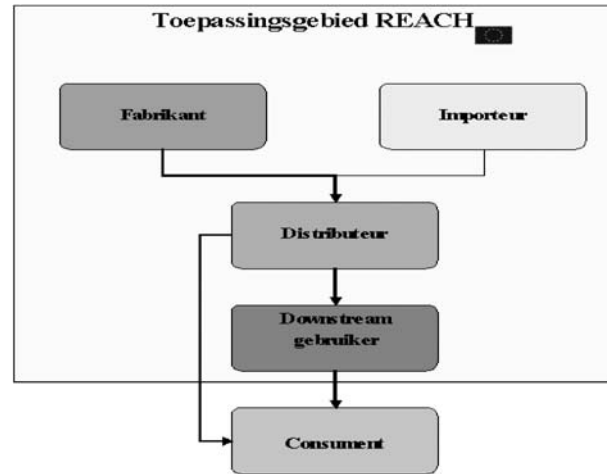 Toepassingsgebied REACH
Fabrikant
Importeur
Distributeur
Downstream
gebruiker
Consument